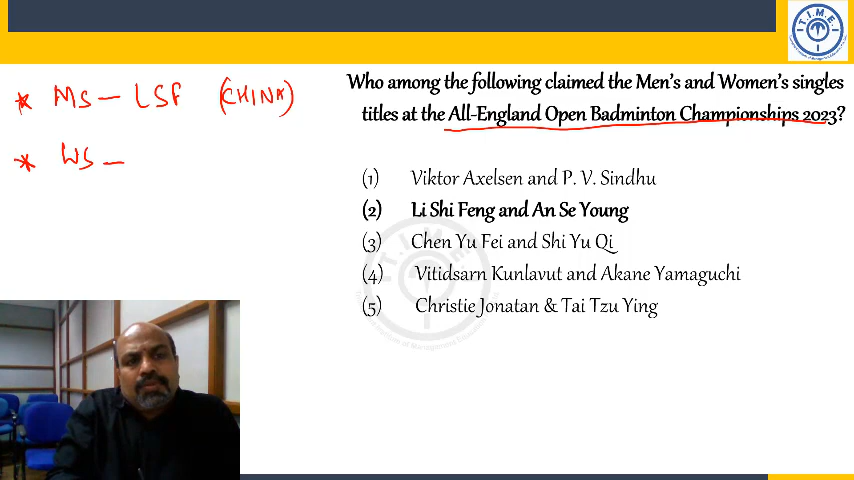 T.I.M.E.
Who among the following claimed the Men's and Women's singles
titles at the All-England Open Badminton Championships 2023?
* MS - LSF (CHINA)
* WS -
(1) Viktor Axelsen and P. V. Sindhu
(2) Li Shi Feng and An Se Young
(3) Chen Yu Fei and Shi Yu Qi
(4) Vitidsarn Kunlavut and Akane Yamaguchi
(5) Christie Jonatan & Tai Tzu Ying